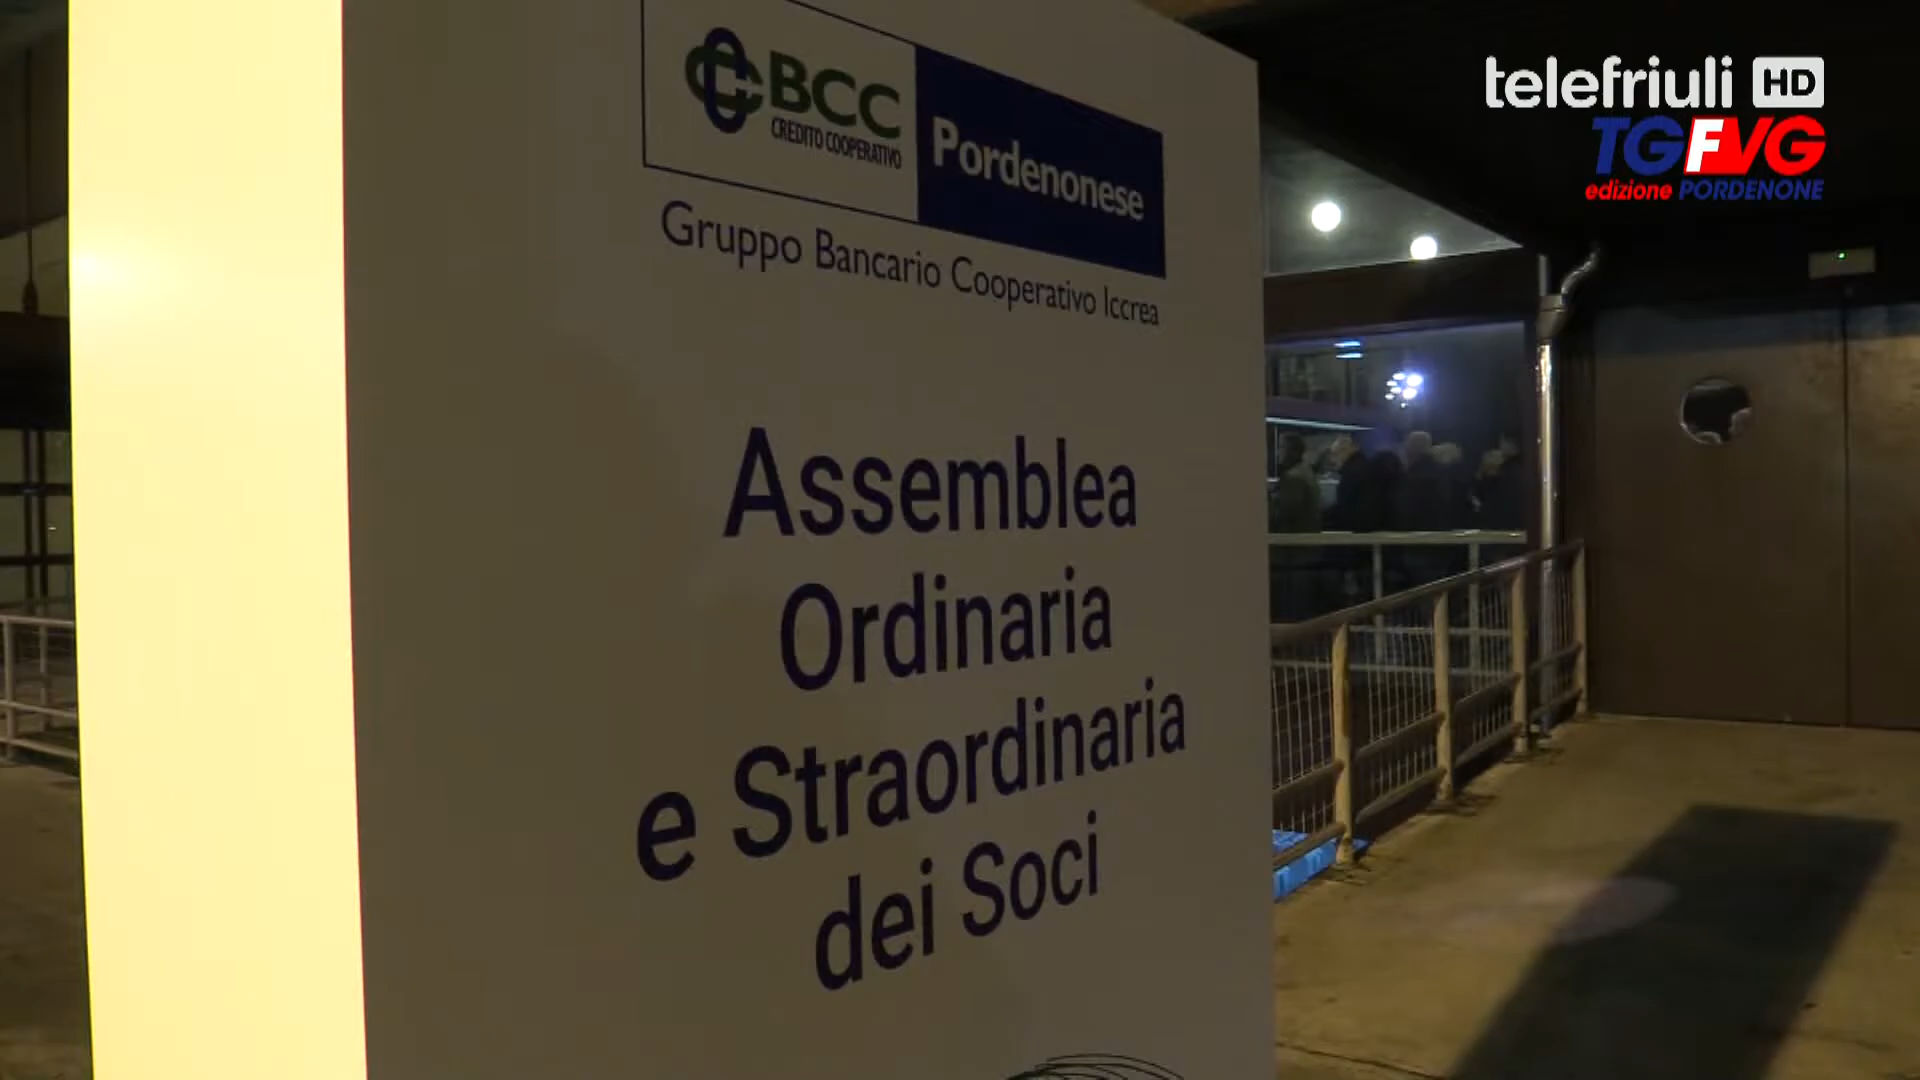 BCC
CREDITO COOPERATIVO
Pordenonese
Gruppo Bancario Cooperativo Iccrea
Assemblea
Ordinaria
e Straordinaria
dei Soci
telefriuli HD
TGFVG
edizione PORDENONE